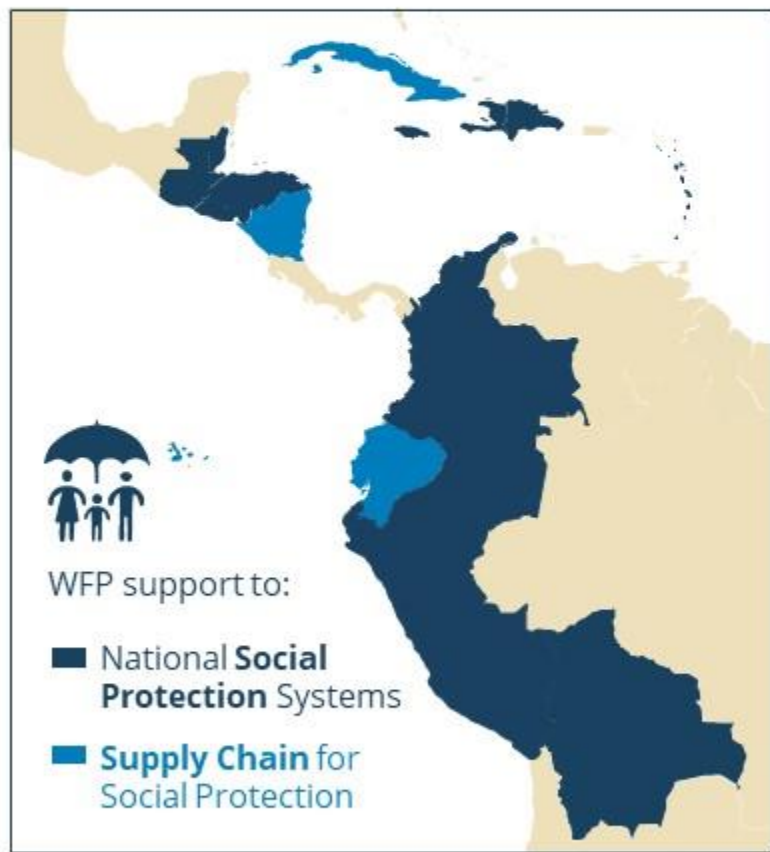 WFP support to:
National Social
Protection Systems
Supply Chain for
Social Protection